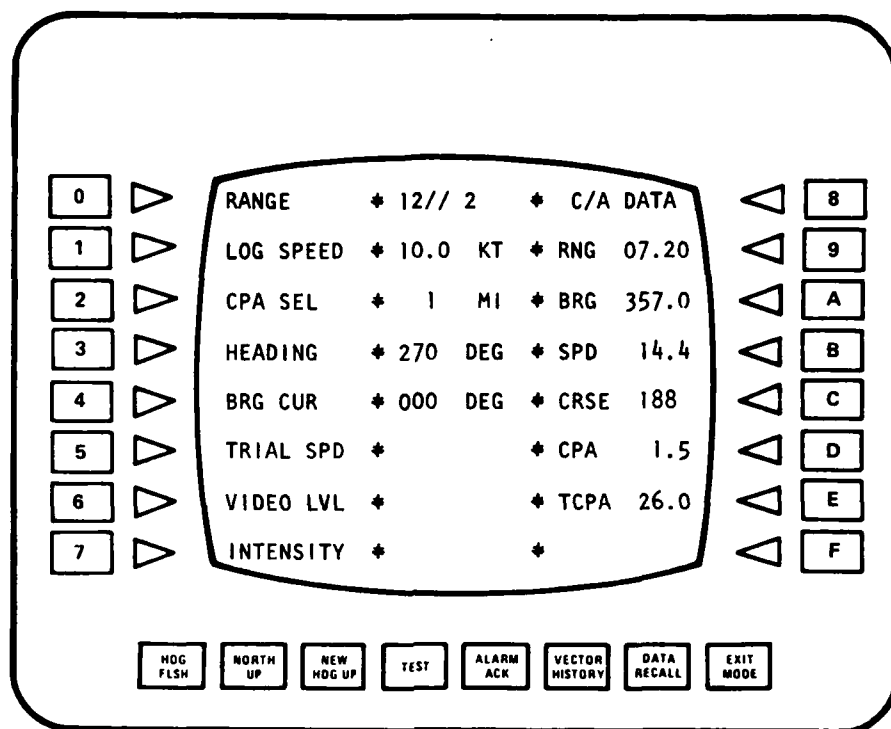 0 RANGE * 12// 2 * C/A DATA 8
1 LOG SPEED * 10.0 KT * RNG 07.20 9
2 CPA SEL * 1 MI * BRG 357.0 A
3 HEADING * 270 DEG * SPD 14.4 B
4 BRG CUR * 000 DEG * CRSE 188 C
5 TRIAL SPD * * CPA 1.5 D
6 VIDEO LVL * * TCPA 26.0 E
7 INTENSITY * * F
HDG FLSH NORTH UP NEW HDG UP TEST ALARM ACK VECTOR HISTORY DATA RECALL EXIT MODE